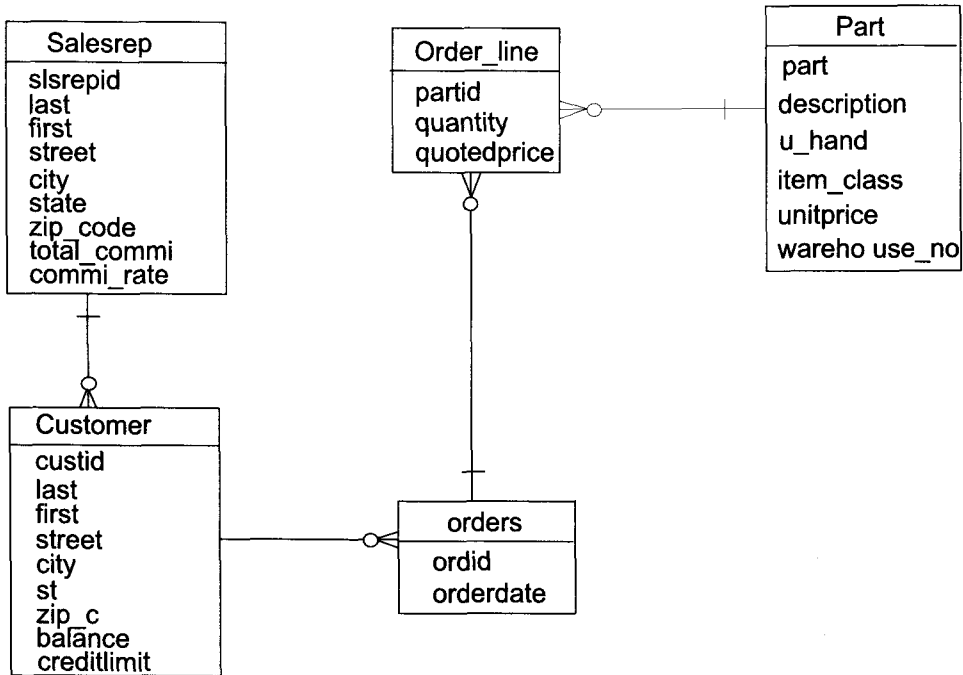 Salesrep
slsrepid
last
first
street
city
state
zip_code
total_commi
commi_rate
Order_line
partid
quantity
quotedprice
Part
part
description
u_hand
item_class
unitprice
wareho use_no
Customer
custid
last
first
street
city
st
zip_c
balance
creditlimit
orders
ordid
orderdate